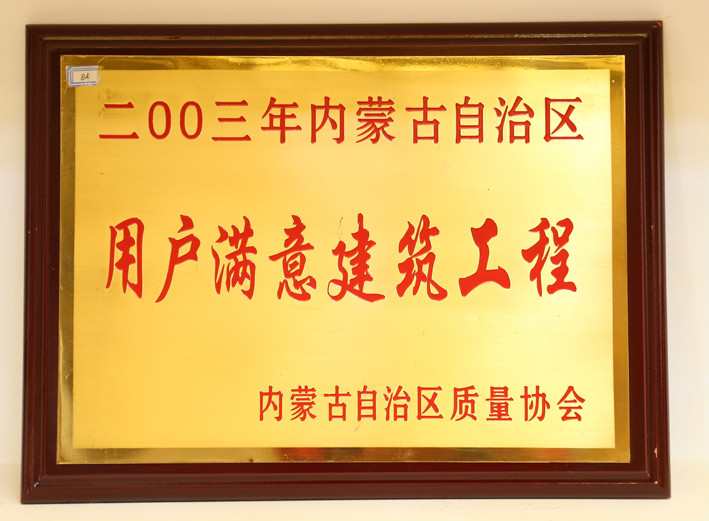 二00三年内蒙古自治区
用户满意建筑工程
内蒙古自治区质量协会